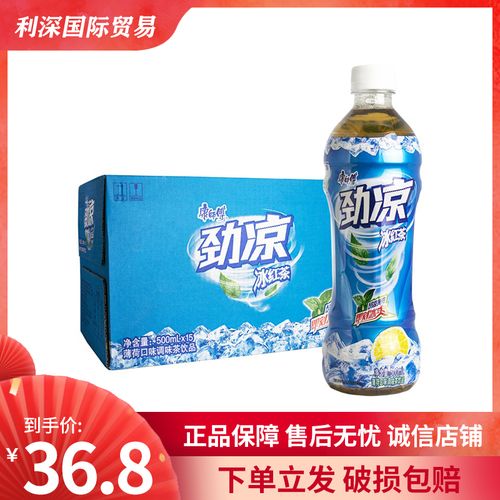 利深国际贸易
康师傅
劲凉
冰红茶
净含量:500mLx15
薄荷口味调味茶饮品
康师傅
劲凉
冰红茶
到手价:
¥36.8
正品保障 售后无忧 诚信店铺
下单立发 破损包赔